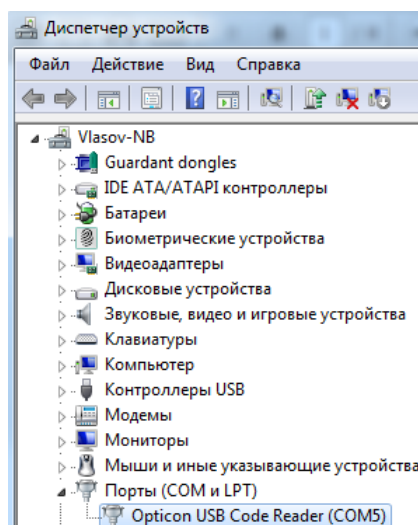 Диспетчер устройств
Файл Действие Вид Справка
Vlasov-NB
Guardant dongles
IDE ATA/ATAPI контроллеры
Батареи
Биометрические устройства
Видеоадаптеры
Дисковые устройства
Звуковые, видео и игровые устройства
Клавиатуры
Компьютер
Контроллеры USB
Модемы
Мониторы
Мыши и иные указывающие устройства
Порты (COM и LPT)
Opticon USB Code Reader (COM5)